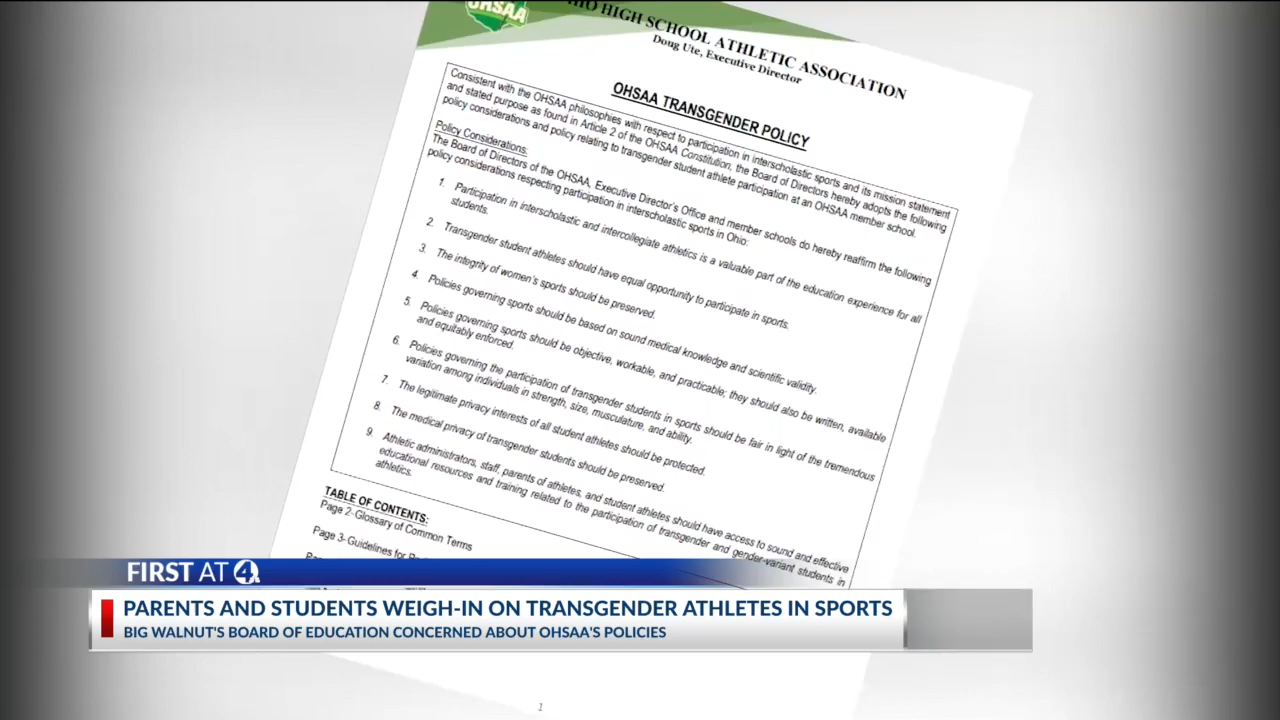 OHSAA
HIGH SCHOOL ATHLETIC ASSOCIATION
Doug Ute, Executive Director
OHSAA TRANSGENDER POLICY
Consistent with the OHSAA philosophies with respect to participation in interscholastic sports and its mission statement
and stated purpose as found in Article 2 of the OHSAA Constitution, the Board of Directors hereby adopts the following
policy considerations and policy relating to transgender student athlete participation at an OHSAA member school.
Policy Considerations:
The Board of Directors of the OHSAA, Executive Director's Office and member schools do hereby reaffirm the following
policy considerations respecting participation in interscholastic sports in Ohio:
1. Participation in interscholastic and intercollegiate athletics is a valuable part of the education experience for all
students.
2. Transgender student athletes should have equal opportunity to participate in sports.
3. The integrity of women's sports should be preserved.
4. Policies governing sports should be based on sound medical knowledge and scientific validity.
5. Policies governing sports should be objective, workable, and practicable; they should also be written, available
and equitably enforced.
6. Policies governing the participation of transgender students in sports should be fair in light of the tremendous
variation among individuals in strength, size, musculature, and ability.
7. The legitimate privacy interests of all student athletes should be protected.
8. The medical privacy of transgender students should be preserved.
9. Athletic administrators, staff, parents of athletes, and student athletes should have access to sound and effective
educational resources and training related to the participation of transgender and gender-variant students in
athletics.
TABLE OF CONTENTS:
Page 2-Glossary of Common Terms
Page 3-Guidelines for
FIRST AT 4
PARENTS AND STUDENTS WEIGH-IN ON TRANSGENDER ATHLETES IN SPORTS
BIG WALNUT'S BOARD OF EDUCATION CONCERNED ABOUT OHSAA'S POLICIES
1